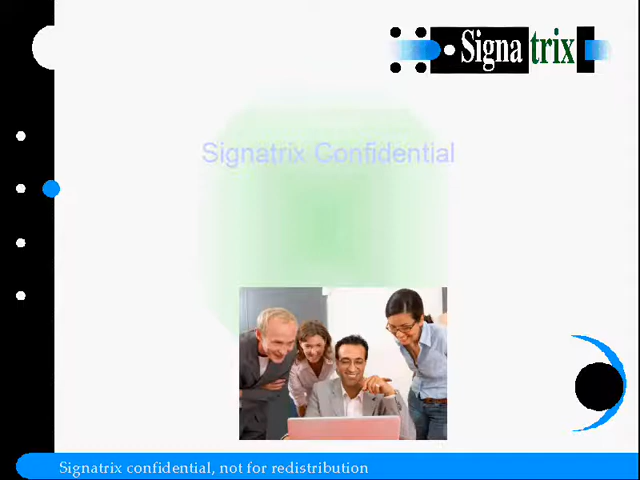 Signatrix
Signatrix Confidential
Signatrix confidential, not for redistribution